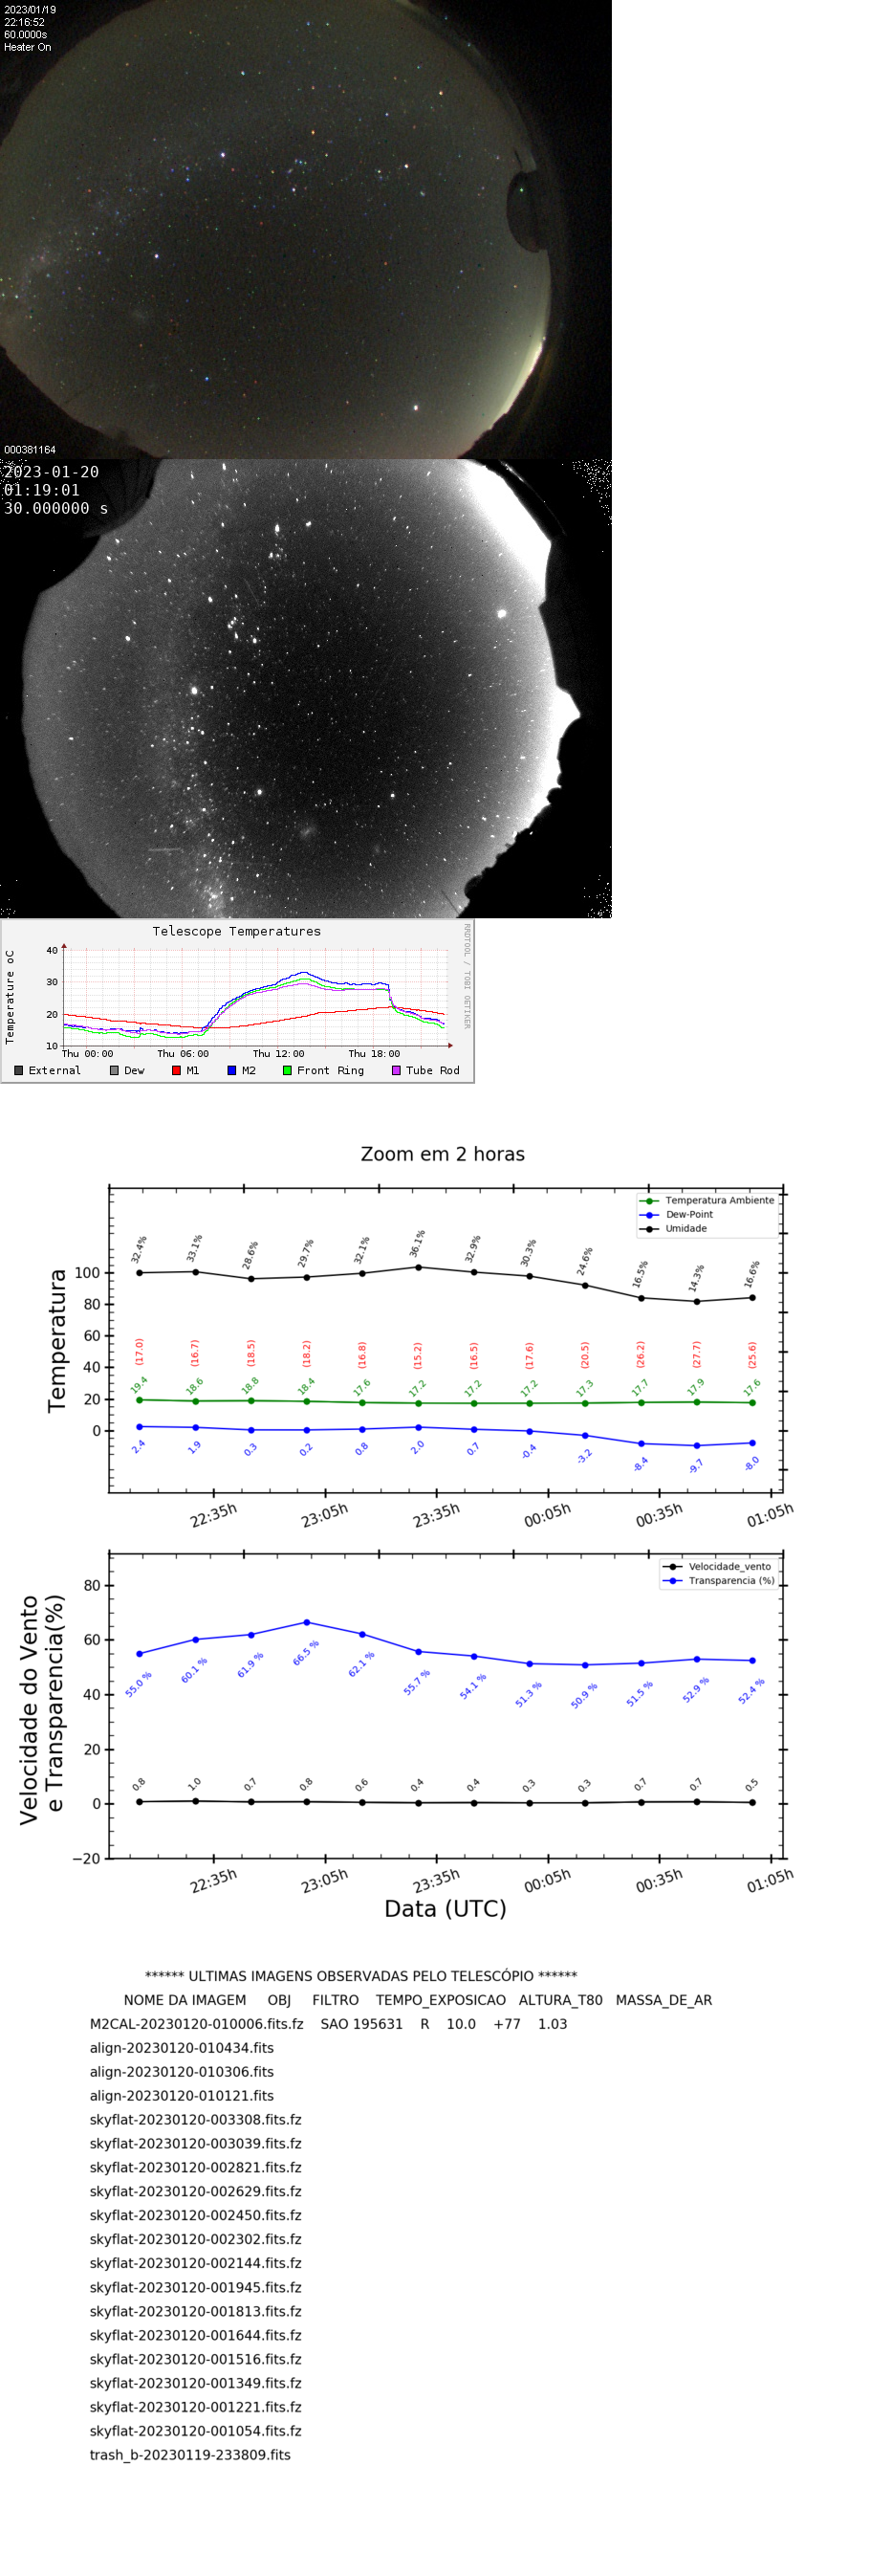 2023/01/19
22:16:52
60.0000s
Heater On
000381164
2023-01-20
01:19:01
30.000000 s
Telescope Temperatures
RRDTOOL / TOBI OETIKER
Temperature oC
40
30
20
10
Thu 00:00 Thu 06:00 Thu 12:00 Thu 18:00
External Dew M1 M2 Front Ring Tube Rod
Zoom em 2 horas
Temperatura Ambiente
Dew-Point
Umidade
Temperatura
100
80
60
40
20
0
32.4% 33.1% 28.6% 29.7% 32.1% 36.1% 32.9% 30.3% 24.6% 16.5% 14.3% 16.6%
(17.0) (16.7) (18.5) (18.2) (16.8) (15.2) (16.5) (17.6) (20.5) (26.2) (27.7) (25.6)
19.4 18.6 18.8 18.4 17.6 17.2 17.2 17.2 17.3 17.7 17.9 17.6
2.4 1.9 0.3 0.2 0.8 2.0 0.7 -0.4 -3.2 -8.4 -9.7 -8.0
22:35h 23:05h 23:35h 00:05h 00:35h 01:05h
Velocidade_vento
Transparencia (%)
Velocidade do Vento
e Transparencia(%)
80
60
40
20
0
−20
55.0 % 60.1 % 61.9 % 66.5 % 62.1 % 55.7 % 54.1 % 51.3 % 50.9 % 51.5 % 52.9 % 52.4 %
0.8 1.0 0.7 0.8 0.6 0.4 0.4 0.3 0.3 0.7 0.7 0.5
22:35h 23:05h 23:35h 00:05h 00:35h 01:05h
Data (UTC)
****** ULTIMAS IMAGENS OBSERVADAS PELO TELESCÓPIO ******
NOME DA IMAGEM OBJ FILTRO TEMPO_EXPOSICAO ALTURA_T80 MASSA_DE_AR
M2CAL-20230120-010006.fits.fz SAO 195631 R 10.0 +77 1.03
align-20230120-010434.fits
align-20230120-010306.fits
align-20230120-010121.fits
skyflat-20230120-003308.fits.fz
skyflat-20230120-003039.fits.fz
skyflat-20230120-002821.fits.fz
skyflat-20230120-002629.fits.fz
skyflat-20230120-002450.fits.fz
skyflat-20230120-002302.fits.fz
skyflat-20230120-002144.fits.fz
skyflat-20230120-001945.fits.fz
skyflat-20230120-001813.fits.fz
skyflat-20230120-001644.fits.fz
skyflat-20230120-001516.fits.fz
skyflat-20230120-001349.fits.fz
skyflat-20230120-001221.fits.fz
skyflat-20230120-001054.fits.fz
trash_b-20230119-233809.fits